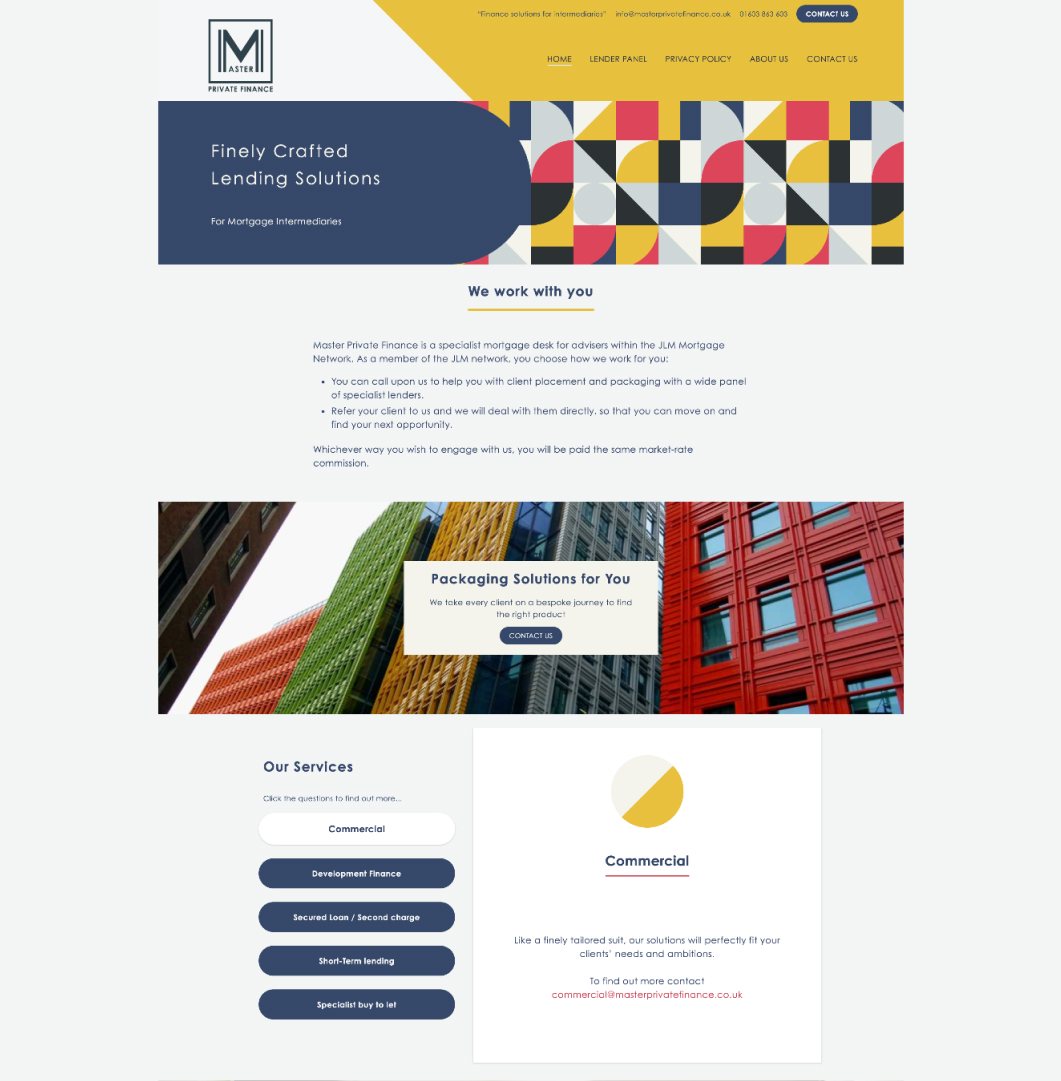 "Finance solutions for intermediaries" info@masterprivatefinance.co.uk 01603 863 603 CONTACT US
MASTER
PRIVATE FINANCE
HOME LENDER PANEL PRIVACY POLICY ABOUT US CONTACT US
Finely Crafted
Lending Solutions
For Mortgage Intermediaries
We work with you
Master Private Finance is a specialist mortgage desk for advisers within the JLM Mortgage
Network. As a member of the JLM network, you choose how we work for you:
• You can call upon us to help you with client placement and packaging with a wide panel
of specialist lenders.
• Refer your client to us and we will deal with them directly, so that you can move on and
find your next opportunity.
Whichever way you wish to engage with us, you will be paid the same market-rate
commission.
Packaging Solutions for You
We take every client on a bespoke journey to find
the right product
CONTACT US
Our Services
Click the questions to find out more...
Commercial
Development Finance
Secured Loan / Second charge
Short-Term lending
Specialist buy to let
Commercial
Like a finely tailored suit, our solutions will perfectly fit your
clients' needs and ambitions.
To find out more contact
commercial@masterprivatefinance.co.uk